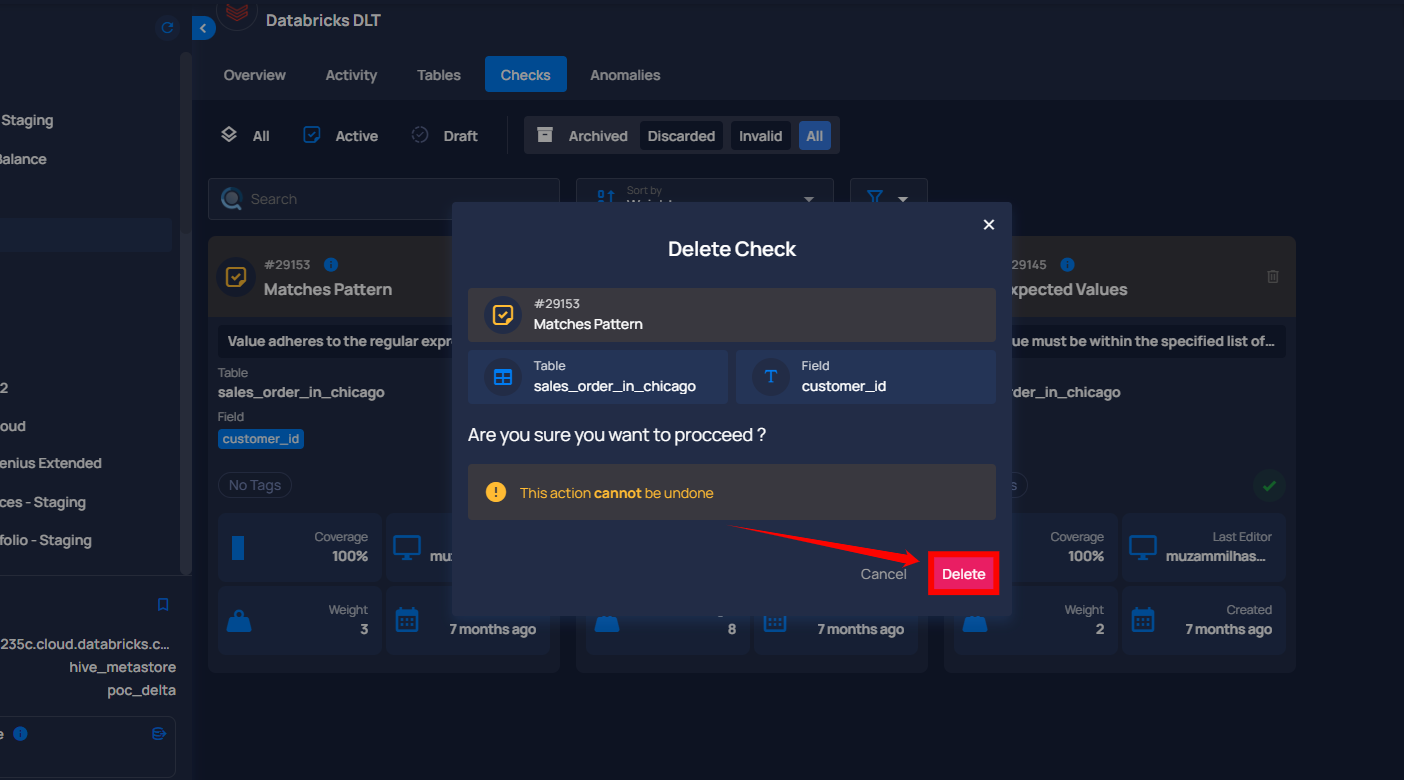 Databricks DLT
Overview Activity Tables Checks Anomalies
Staging
Balance
All Active Draft Archived Discarded Invalid All
Search
Sort by
2
oud
enius Extended
ces - Staging
folio - Staging
235c.cloud.databricks.c...
hive_metastore
poc_delta
e
#29153
Matches Pattern
Value adheres to the regular expr
Table
sales_order_in_chicago
Field
customer_id
No Tags
Coverage
100%
mu
Weight
3
7 months ago
Delete Check
#29153
Matches Pattern
Table
sales_order_in_chicago
Field
customer_id
Are you sure you want to procceed ?
This action cannot be undone
Cancel Delete
8
7 months ago
29145
xpected Values
ue must be within the specified list of...
rder_in_chicago
s
Coverage
100%
Last Editor
muzammilhas...
Weight
2
Created
7 months ago